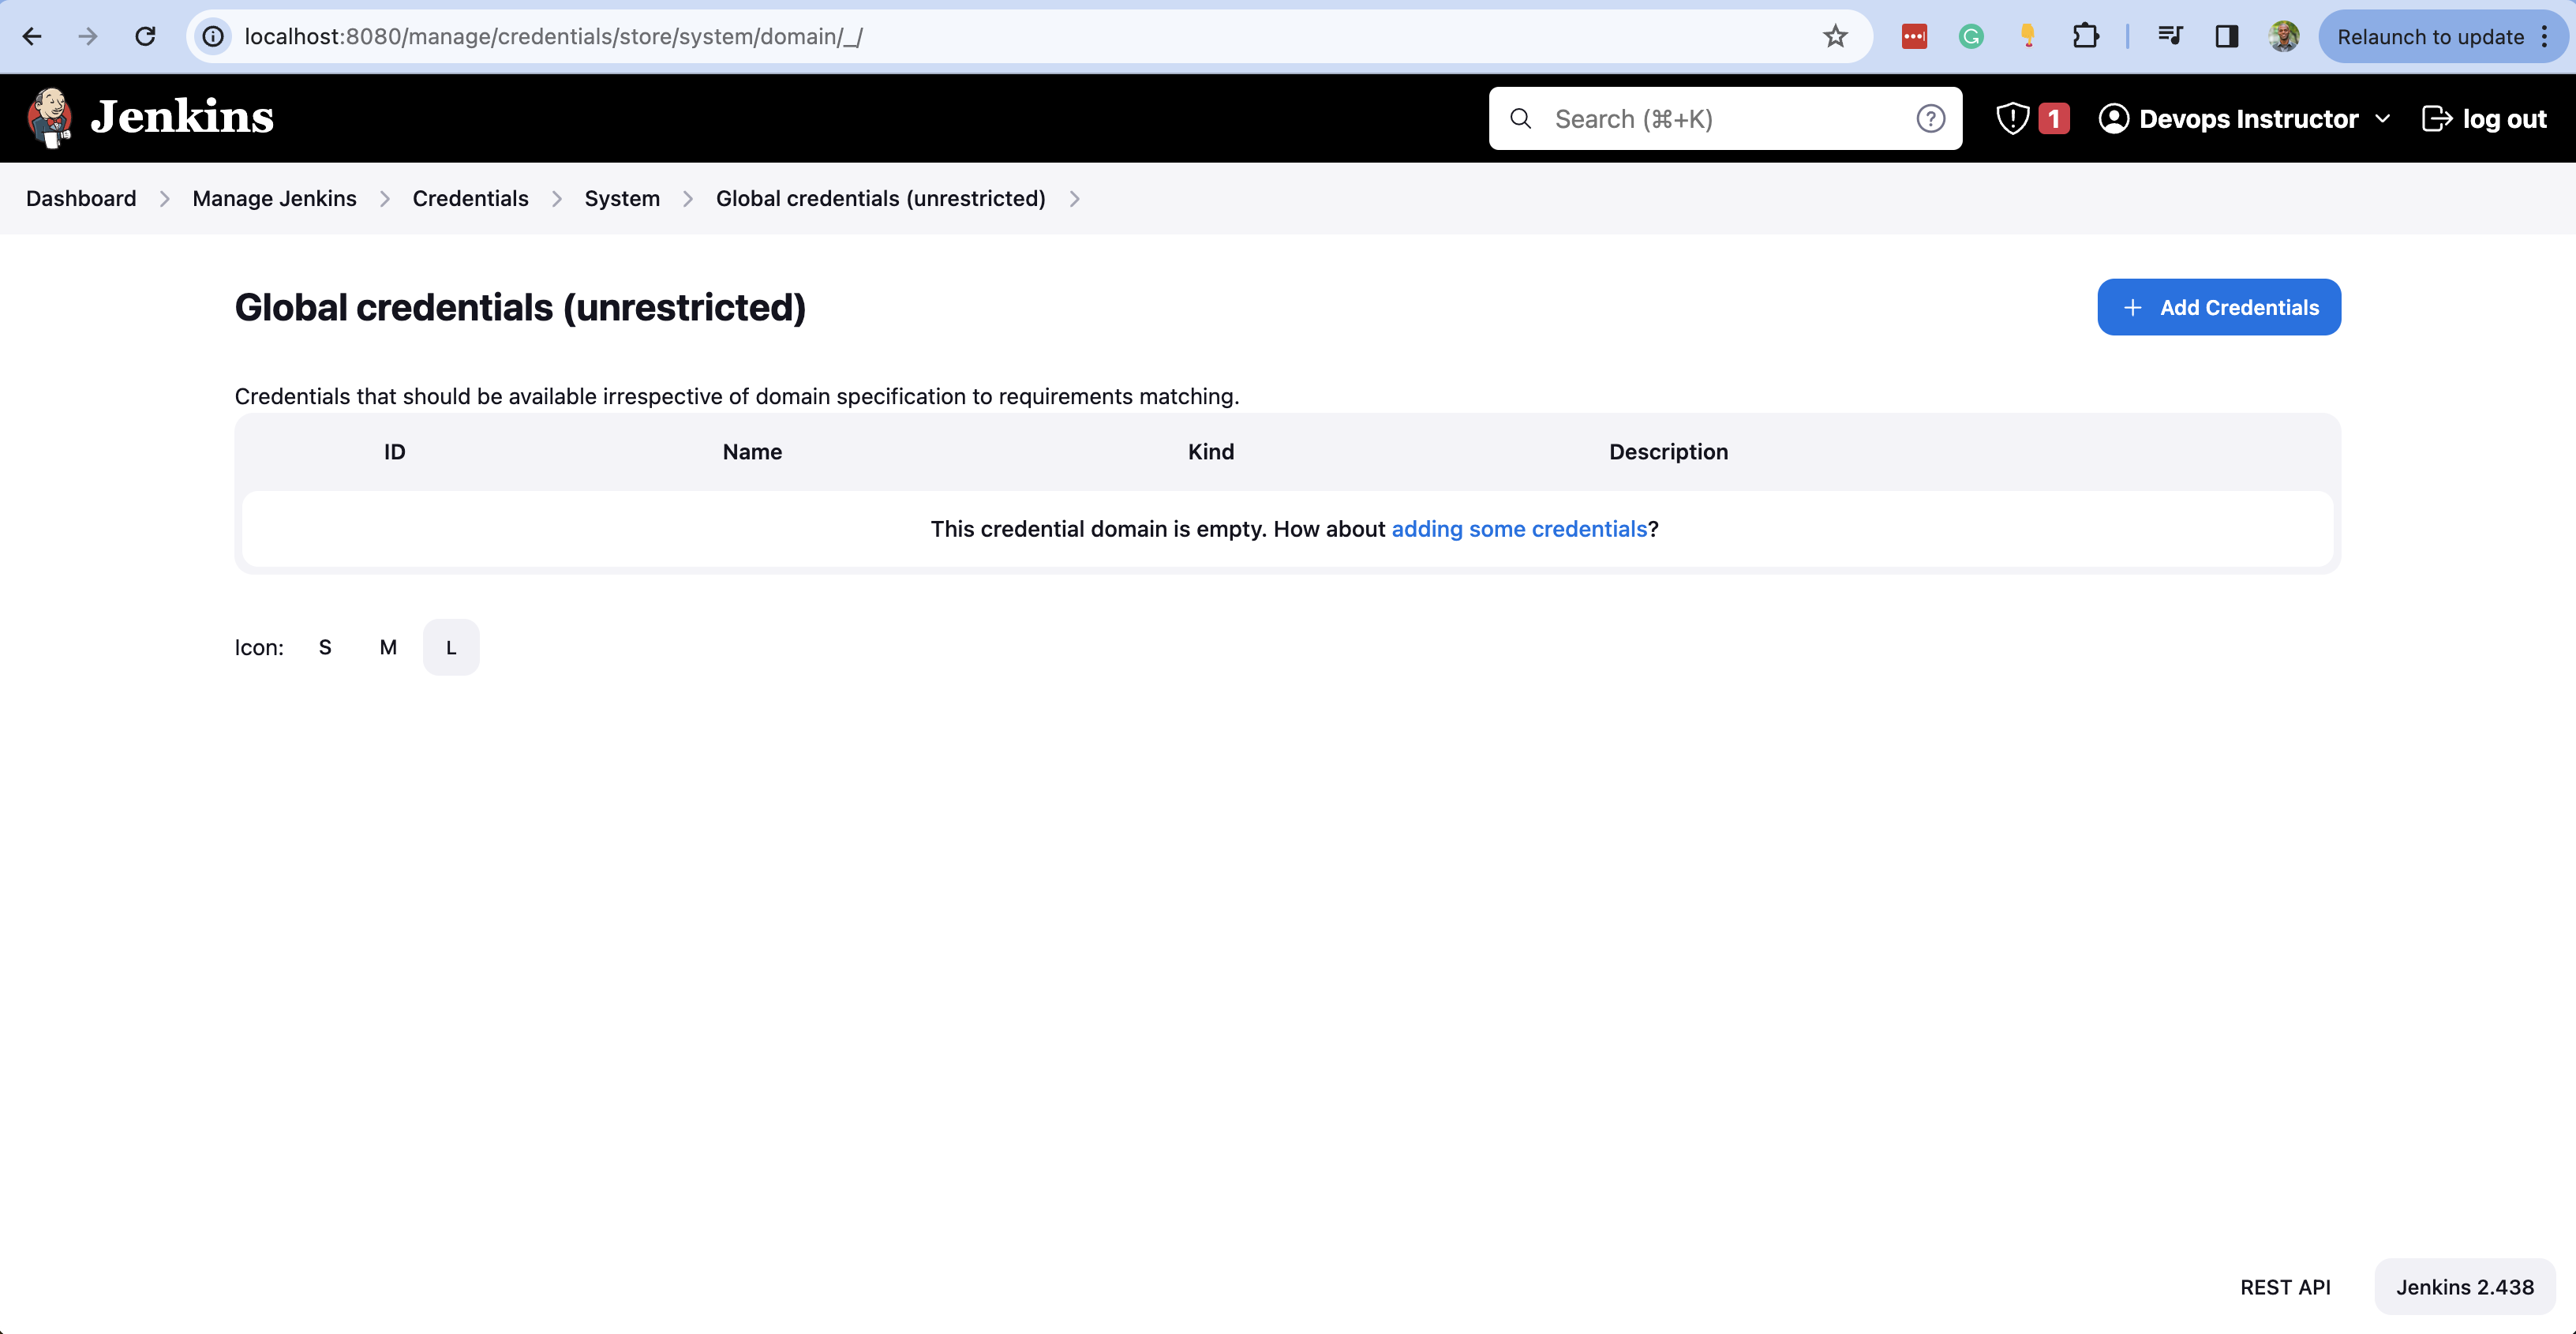 localhost:8080/manage/credentials/store/system/domain/_/
Relaunch to update
Jenkins
Search (⌘+K)
1
Devops Instructor
log out
Dashboard
Manage Jenkins
Credentials
System
Global credentials (unrestricted)
Global credentials (unrestricted)
+ Add Credentials
Credentials that should be available irrespective of domain specification to requirements matching.
ID Name Kind Description
This credential domain is empty. How about adding some credentials?
Icon: S M L
REST API
Jenkins 2.438